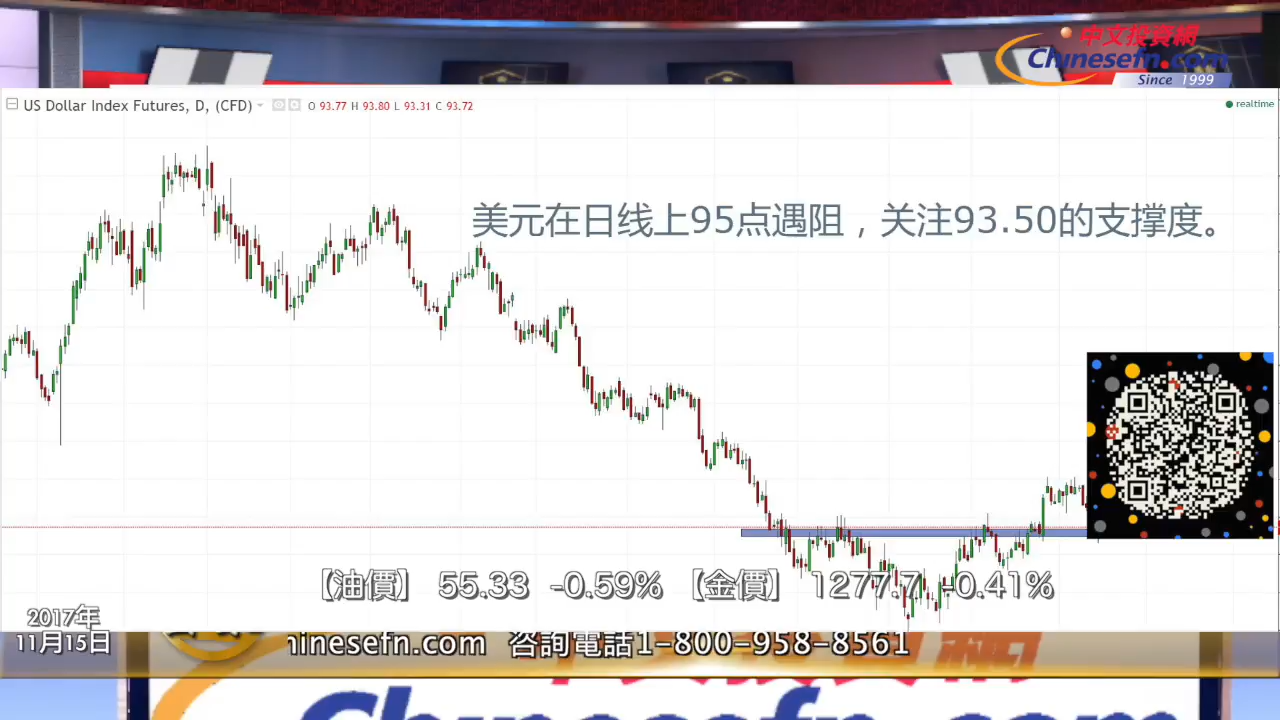 中文投資網
Chinesefn.com
Since 1999
US Dollar Index Futures, D, (CFD) O 93.77 H 93.80 L 93.31 C 93.72
realtime
美元在日线上95点遇阻，关注93.50的支撑度。
【油價】 55.33 -0.59% 【金價】 1277.7 -0.41%
2017年
11月15日
hinesefn.com 咨詢電話1-800-958-8561
Chinesefn.com